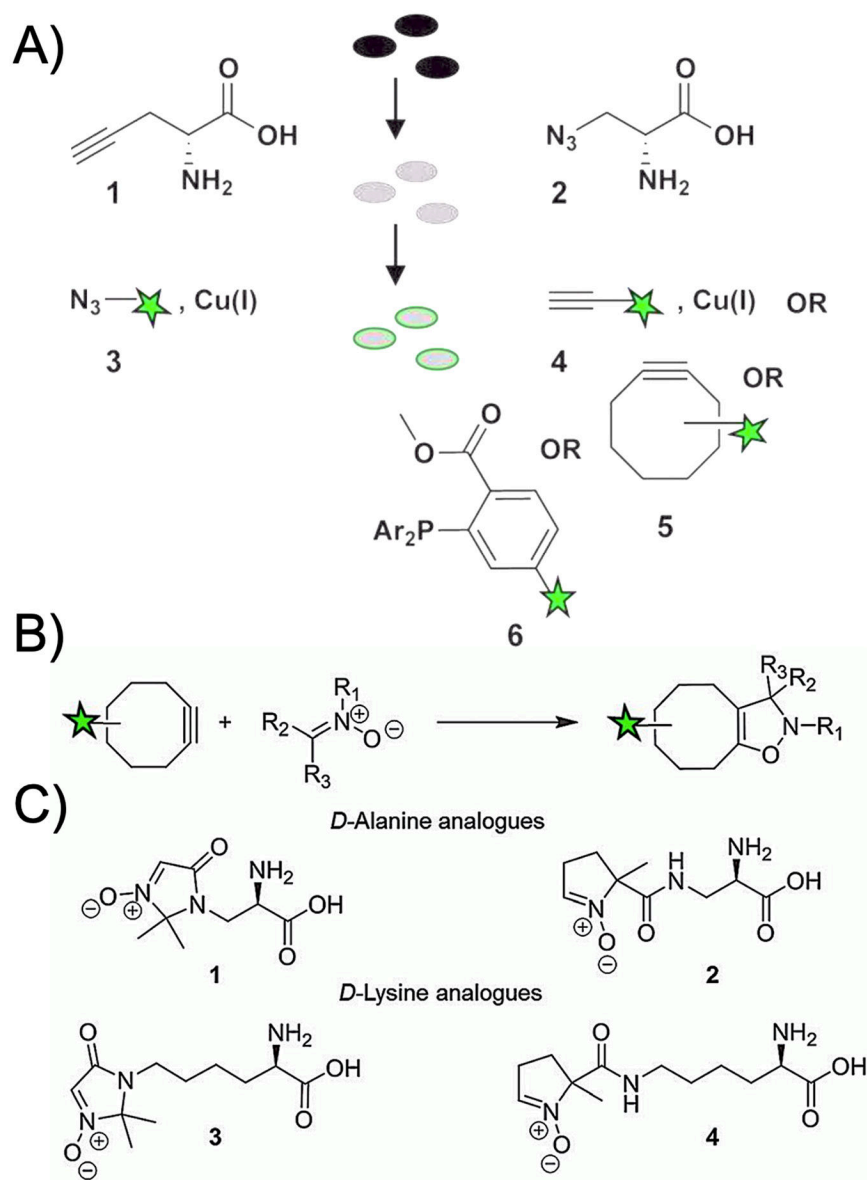 A)
O
OH
NH2
1
O
N3
OH
NH2
2
N3 , Cu(I)
3
, Cu(I) OR
4
OR
5
O
O
OR
Ar2P
6
B)
+
R1
R2
N
⊕
O ⊖
R3
R3
R2
N-R1
O
C)
D-Alanine analogues
O
NH2
O
N
N
OH
⊖
⊕
O
1
NH2
H
N
OH
N
⊕
O
O
O
⊖
2
D-Lysine analogues
O
NH2
N
OH
N
⊕
O
O
⊖
3
O
NH2
N
H
OH
N
⊕
O
O
⊖
4